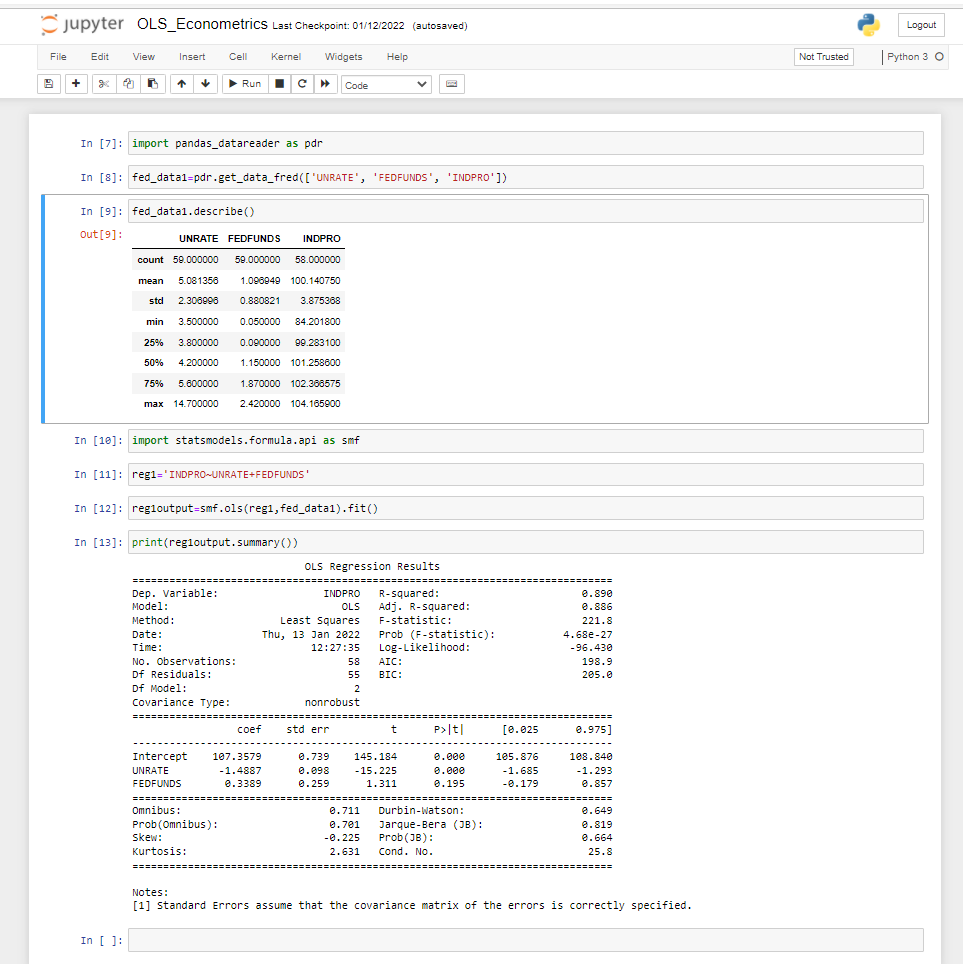 jupyter OLS_Econometrics Last Checkpoint: 01/12/2022 (autosaved) Logout
File Edit View Insert Cell Kernel Widgets Help Not Trusted Python 3
Run Code
In [7]: import pandas_datareader as pdr
In [8]: fed_data1=pdr.get_data_fred(['UNRATE', 'FEDFUNDS', 'INDPRO'])
In [9]: fed_data1.describe()
Out[9]:
UNRATE FEDFUNDS INDPRO
count 59.000000 59.000000 58.000000
mean 5.081356 1.096949 100.140750
std 2.306996 0.880821 3.875368
min 3.500000 0.050000 84.201800
25% 3.800000 0.090000 99.283100
50% 4.200000 1.150000 101.258600
75% 5.600000 1.870000 102.366575
max 14.700000 2.420000 104.165900
In [10]: import statsmodels.formula.api as smf
In [11]: reg1='INDPRO~UNRATE+FEDFUNDS'
In [12]: reg1output=smf.ols(reg1,fed_data1).fit()
In [13]: print(reg1output.summary())
OLS Regression Results
==============================================================================
Dep. Variable: INDPRO R-squared: 0.890
Model: OLS Adj. R-squared: 0.886
Method: Least Squares F-statistic: 221.8
Date: Thu, 13 Jan 2022 Prob (F-statistic): 4.68e-27
Time: 12:27:35 Log-Likelihood: -96.430
No. Observations: 58 AIC: 198.9
Df Residuals: 55 BIC: 205.0
Df Model: 2
Covariance Type: nonrobust
==============================================================================
coef std err t P>|t| [0.025 0.975]
------------------------------------------------------------------------------
Intercept 107.3579 0.739 145.184 0.000 105.876 108.840
UNRATE -1.4887 0.098 -15.225 0.000 -1.685 -1.293
FEDFUNDS 0.3389 0.259 1.311 0.195 -0.179 0.857
==============================================================================
Omnibus: 0.711 Durbin-Watson: 0.649
Prob(Omnibus): 0.701 Jarque-Bera (JB): 0.819
Skew: -0.225 Prob(JB): 0.664
Kurtosis: 2.631 Cond. No. 25.8
==============================================================================
Notes:
[1] Standard Errors assume that the covariance matrix of the errors is correctly specified.
In [ ]: